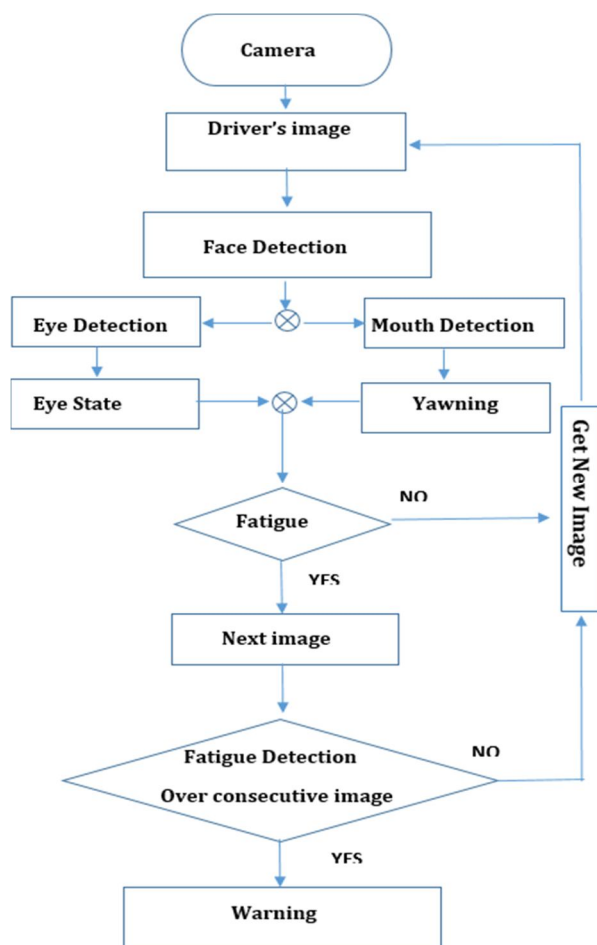 Camera
Driver's image
Face Detection
Eye Detection
Mouth Detection
Eye State
Yawning
Get New Image
Fatigue
NO
YES
Next image
Fatigue Detection
Over consecutive image
NO
YES
Warning